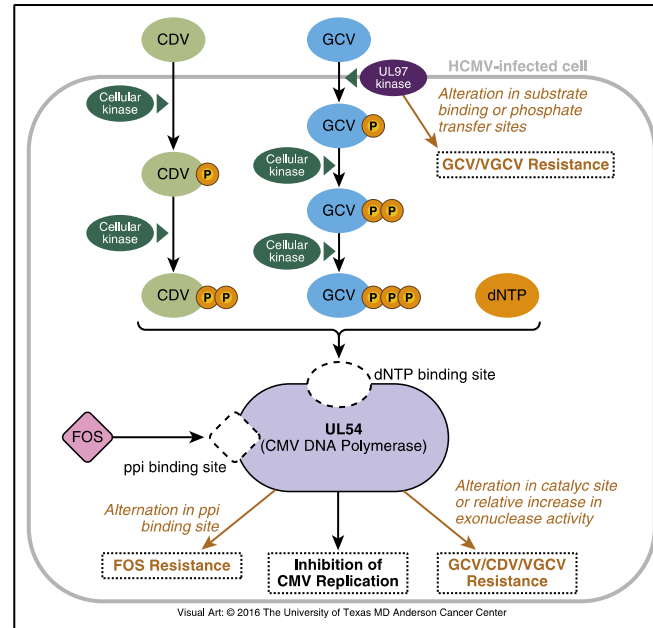 CDV
GCV
UL97
kinase
HCMV-infected cell
Cellular
kinase
Alteration in substrate
binding or phosphate
transfer sites
GCV P
GCV/VGCV Resistance
Cellular
kinase
CDV P
Cellular
kinase
GCV P P
Cellular
kinase
CDV P P
GCV P P P
dNTP
dNTP binding site
UL54
(CMV DNA Polymerase)
FOS
ppi binding site
Alternation in ppi
binding site
Alteration in catalyc site
or relative increase in
exonuclease activity
FOS Resistance
Inhibition of
CMV Replication
GCV/CDV/VGCV
Resistance
Visual Art: © 2016 The University of Texas MD Anderson Cancer Center